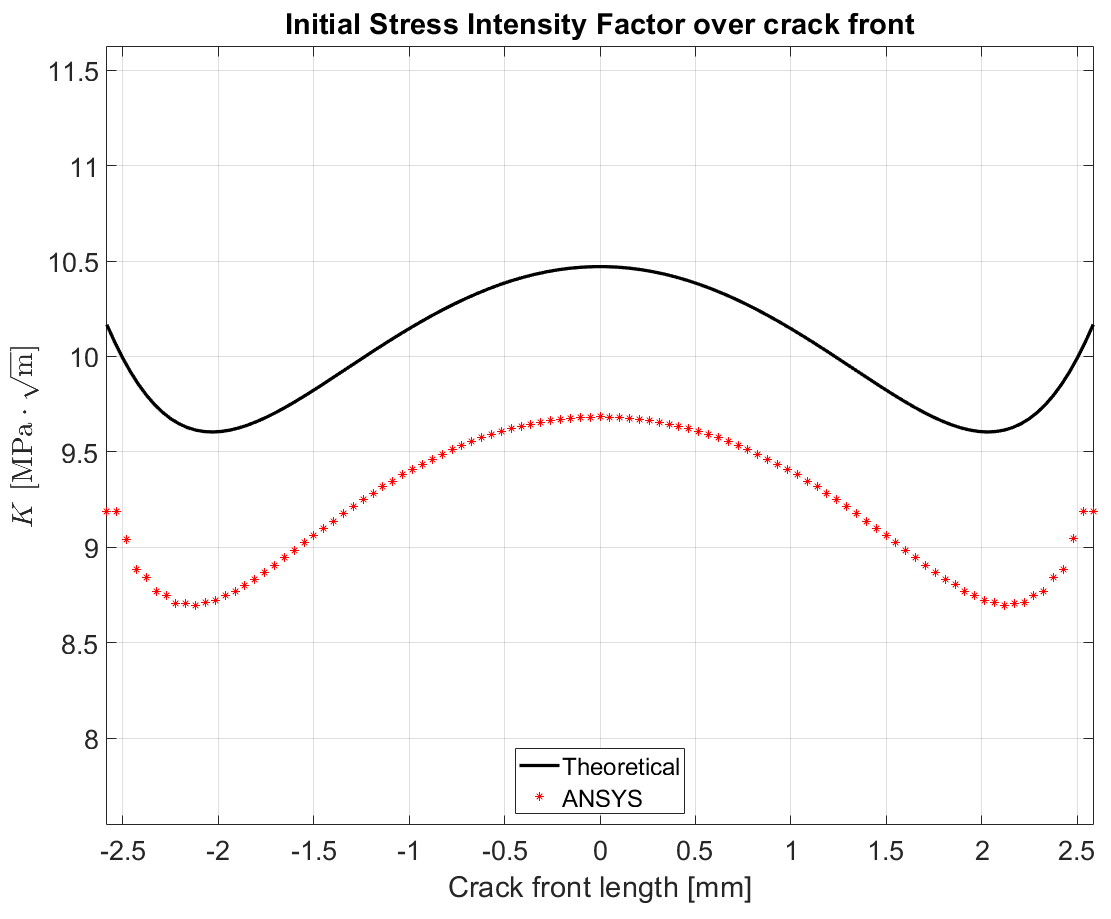 Initial Stress Intensity Factor over crack front
11.5
11
10.5
10
9.5
9
8.5
8
K [MPa · √m]
Theoretical
ANSYS
-2.5 -2 -1.5 -1 -0.5 0 0.5 1 1.5 2 2.5
Crack front length [mm]